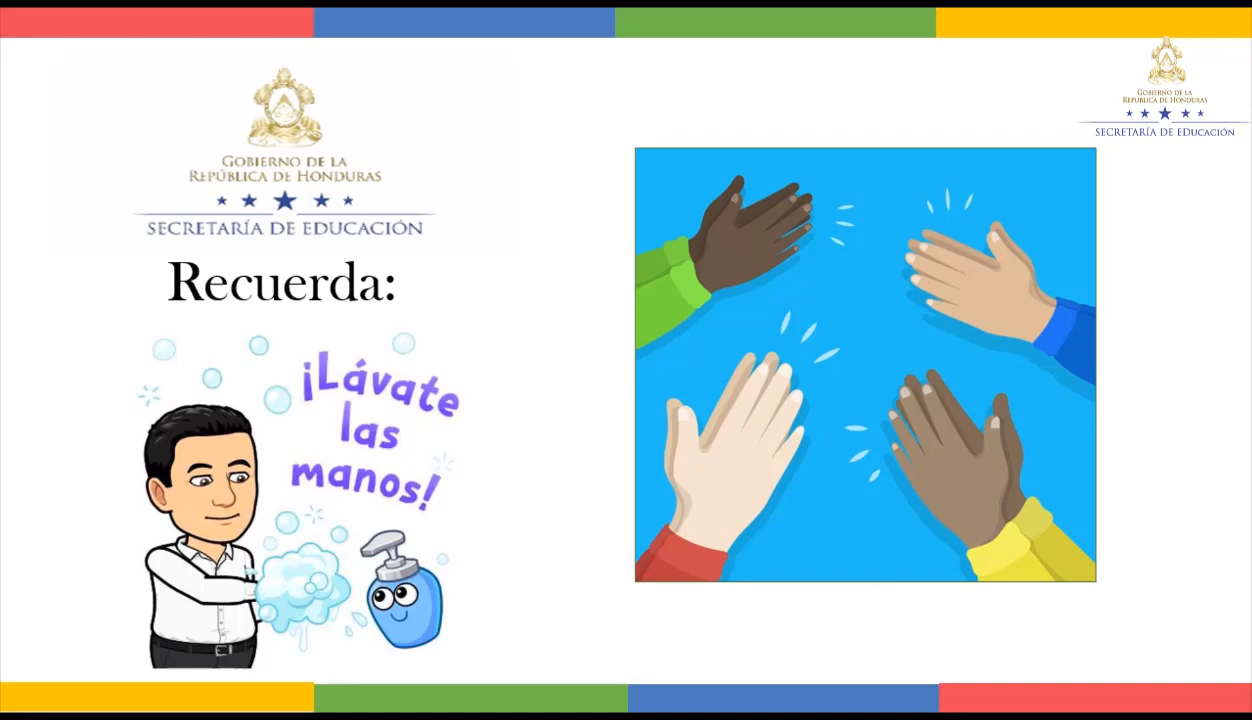 GOBIERNO DE LA
REPÚBLICA DE HONDURAS
SECRETARÍA DE EDUCACIÓN
Recuerda:
¡Lávate
las
manos!
GOBIERNO DE LA
REPÚBLICA DE HONDURAS
SECRETARÍA DE EDUCACIÓN